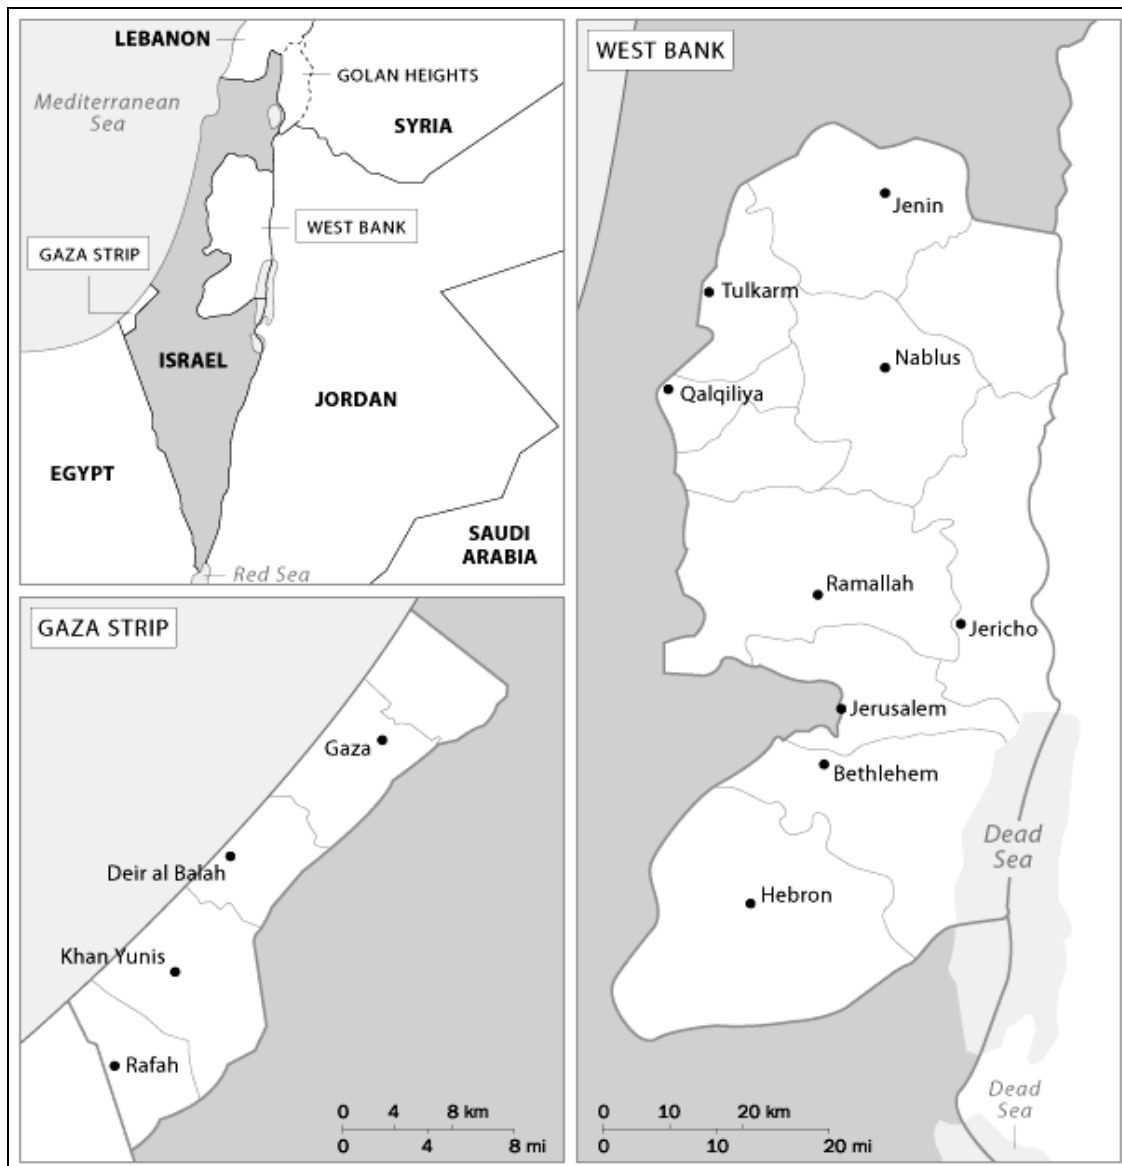 LEBANON
GOLAN HEIGHTS
Mediterranean
Sea
SYRIA
WEST BANK
GAZA STRIP
ISRAEL
JORDAN
EGYPT
SAUDI
ARABIA
Red Sea
GAZA STRIP
Gaza
Deir al Balah
Khan Yunis
Rafah
0 4 8 km
0 4 8 mi
WEST BANK
Jenin
Tulkarm
Nablus
Qalqiliya
Ramallah
Jericho
Jerusalem
Bethlehem
Dead
Sea
Hebron
Dead
Sea
0 10 20 km
0 10 20 mi